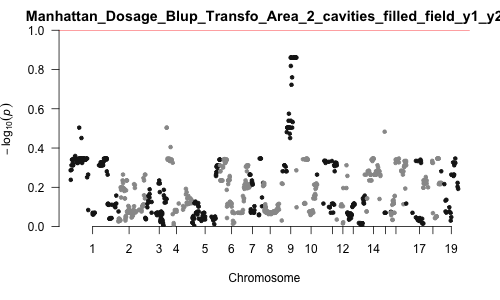 Manhattan_Dosage_Blup_Transfo_Area_2_cavities_filled_field_y1_y2
1.0
0.8
0.6
0.4
0.2
0.0
− log10(p)
1 2 3 4 5 6 7 8 9 10 12 14 17 19
Chromosome